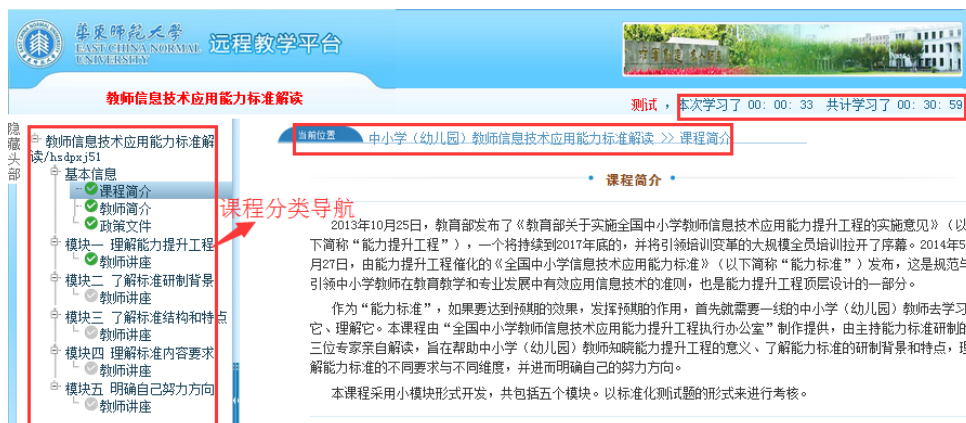 華東師範大學
EAST CHINA NORMAL
UNIVERSITY
远程教学平台
教师信息技术应用能力标准解读
测试 ， 本次学习了 00: 00: 33 共计学习了 00: 30: 59
隐藏头部
教师信息技术应用能力标准解
读/hsdpxj51
基本信息
课程简介
教师简介
政策文件
模块一 理解能力提升工程
教师讲座
模块二 了解标准研制背景
教师讲座
模块三 了解标准结构和特点
教师讲座
模块四 理解标准内容要求
教师讲座
模块五 明确自己努力方向
教师讲座
课程分类导航
当前位置 中小学（幼儿园）教师信息技术应用能力标准解读 >> 课程简介
• 课程简介 •
2013年10月25日，教育部发布了《教育部关于实施全国中小学教师信息技术应用能力提升工程的实施意见》（以
下简称“能力提升工程”），一个将持续到2017年底的，并将引领培训变革的大规模全员培训拉开了序幕。2014年5
月27日，由能力提升工程催化的《全国中小学信息技术应用能力标准》（以下简称“能力标准”）发布，这是规范与
引领中小学教师在教育教学和专业发展中有效应用信息技术的准则，也是能力提升工程顶层设计的一部分。
作为“能力标准”，如果要达到预期的效果，发挥预期的作用，首先就需要一线的中小学（幼儿园）教师去学习
它、理解它。本课程由“全国中小学教师信息技术应用能力提升工程执行办公室”制作提供，由主持能力标准研制的
三位专家亲自解读，旨在帮助中小学（幼儿园）教师知晓能力提升工程的意义、了解能力标准的研制背景和特点，理
解能力标准的不同要求与不同维度，并进而明确自己的努力方向。
本课程采用小模块形式开发，共包括五个模块。以标准化测试题的形式来进行考核。